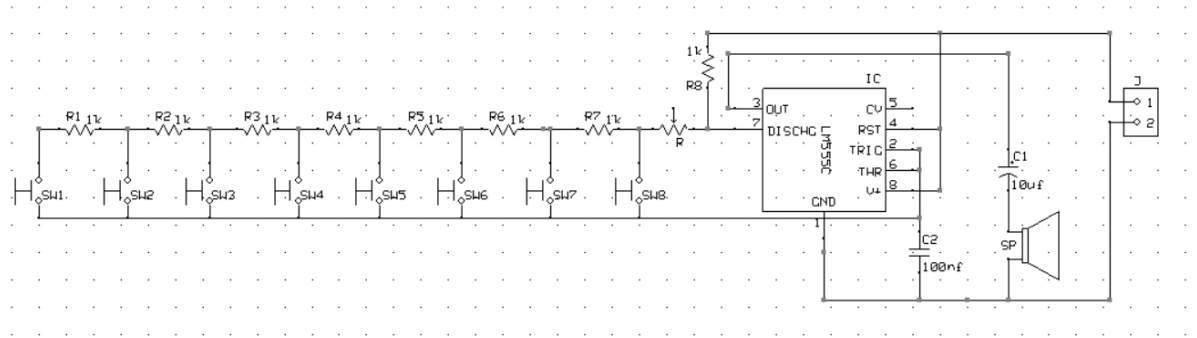 1k
R8
IC
J
R1 1k R2 1k R3 1k R4 1k R5 1k R6 1k R7 1k R
3 OUT CV 5
7 DISCHG RST 4
LM555C
TRIG 2
THR 6
V+ 8
GND
1
1
2
C1
10uf
SW1 SW2 SW3 SW4 SW5 SW6 SW7 SW8
C2
100nf
SP